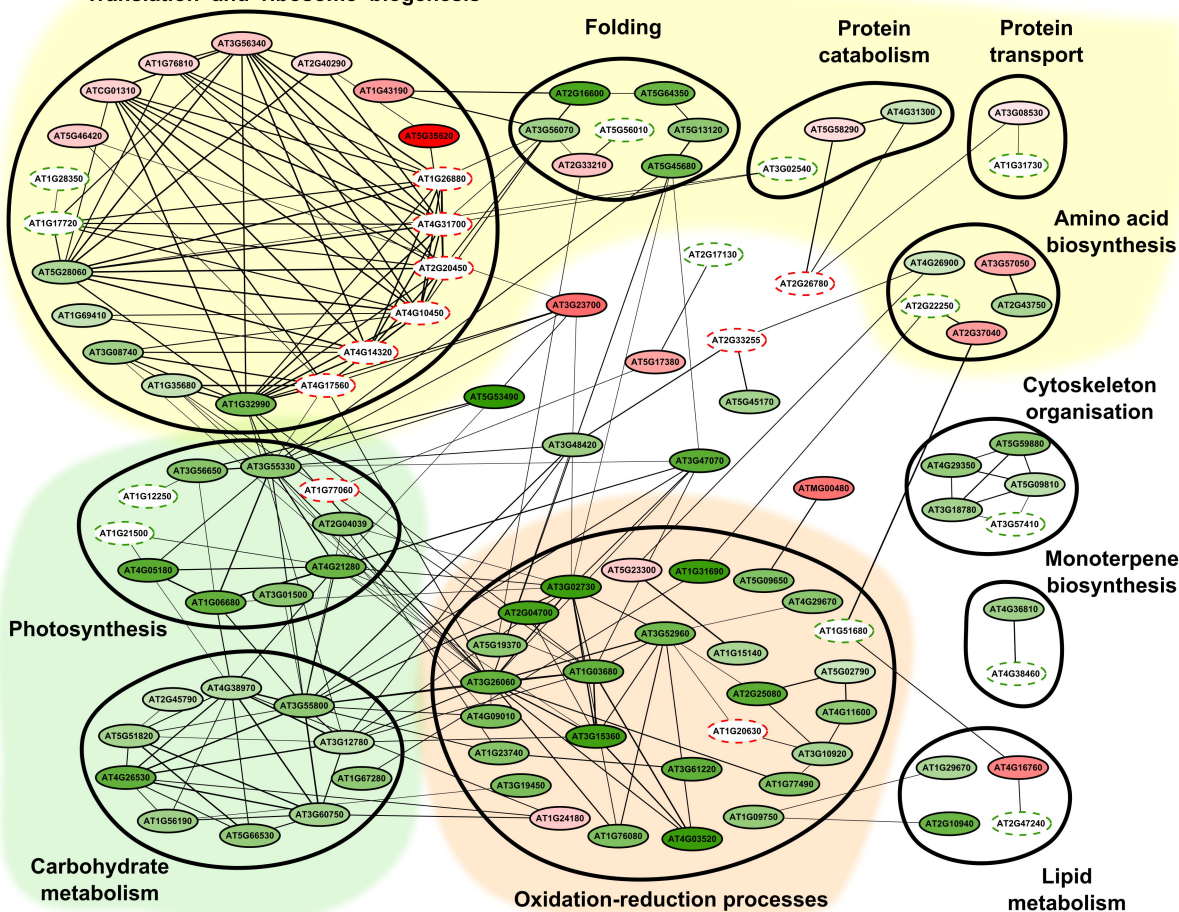 Translation and ribosome biogenesis
Folding
Protein
catabolism
Protein
transport
AT3G56340
AT1G76810
AT2G40290
ATCG01310
AT1G43190
AT5G46420
AT5G35620
AT1G28350
AT1G26880
AT1G17720
AT4G31700
AT5G28060
AT2G20450
AT1G69410
AT4G10450
AT3G08740
AT4G14320
AT1G35680
AT4G17560
AT1G32990
AT2G16600
AT5G64350
AT3G56070
AT5G56010
AT5G13120
AT2G33210
AT5G45680
AT4G31300
AT5G58290
AT3G02540
AT3G08530
AT1G31730
Amino acid
biosynthesis
AT4G26900
AT3G57050
AT2G22250
AT2G43750
AT2G37040
AT2G17130
AT2G26780
AT3G23700
AT2G33255
AT5G17380
AT5G45170
AT5G53490
AT3G48420
AT3G47070
ATMG00480
Cytoskeleton
organisation
AT5G59880
AT4G29350
AT5G09810
AT3G18780
AT3G57410
Monoterpene
biosynthesis
AT4G36810
AT4G38460
AT3G56650
AT3G55330
AT1G12250
AT1G77060
AT1G21500
AT2G04039
AT4G05180
AT4G21280
AT1G06680
AT3G01500
Photosynthesis
AT4G38970
AT2G45790
AT3G55800
AT5G51820
AT3G12780
AT4G26530
AT1G67280
AT1G56190
AT3G60750
AT5G66530
Carbohydrate
metabolism
AT5G23300
AT1G31690
AT3G02730
AT5G09650
AT2G04700
AT4G29670
AT5G19370
AT3G52960
AT1G51680
AT1G15140
AT3G26060
AT1G03680
AT5G02790
AT2G25080
AT4G09010
AT4G11600
AT3G15360
AT1G20630
AT1G23740
AT3G10920
AT3G61220
AT3G19450
AT1G77490
AT1G24180
AT1G09750
AT1G76080
AT4G03520
Oxidation-reduction processes
AT1G29670
AT4G16760
AT2G10940
AT2G47240
Lipid
metabolism